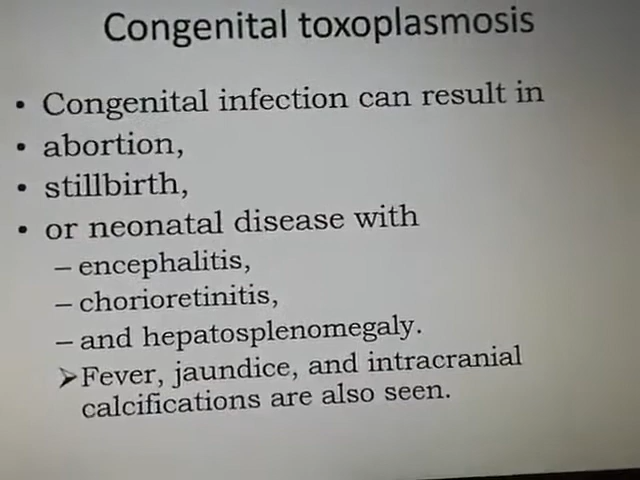 Congenital toxoplasmosis
• Congenital infection can result in
• abortion,
• stillbirth,
• or neonatal disease with
– encephalitis,
– chorioretinitis,
– and hepatosplenomegaly.
➢Fever, jaundice, and intracranial
calcifications are also seen.